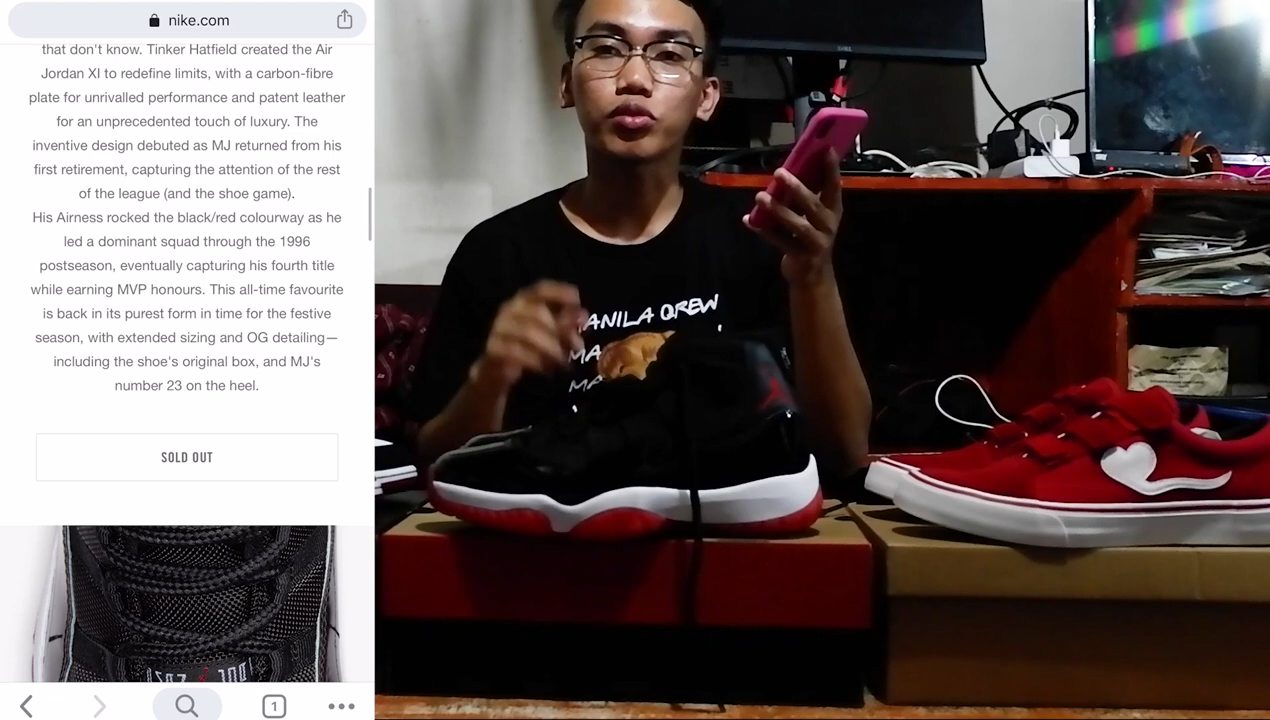 nike.com
that don't know. Tinker Hatfield created the Air
Jordan XI to redefine limits, with a carbon-fibre
plate for unrivalled performance and patent leather
for an unprecedented touch of luxury. The
inventive design debuted as MJ returned from his
first retirement, capturing the attention of the rest
of the league (and the shoe game).
His Airness rocked the black/red colourway as he
led a dominant squad through the 1996
postseason, eventually capturing his fourth title
while earning MVP honours. This all-time favourite
is back in its purest form in time for the festive
season, with extended sizing and OG detailing—
including the shoe's original box, and MJ's
number 23 on the heel.
SOLD OUT
1
ANILA QREW
MA
MA